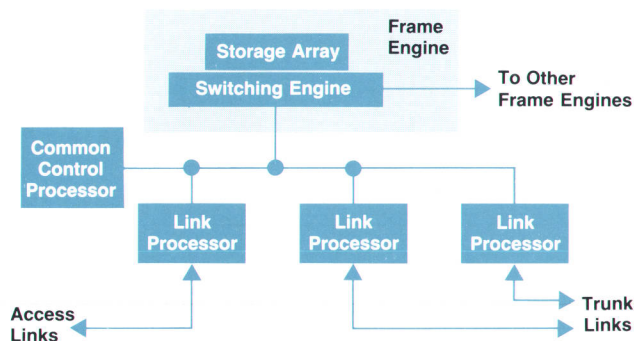 Frame
Engine
Storage Array
Switching Engine
To Other
Frame Engines
Common
Control
Processor
Link
Processor
Link
Processor
Link
Processor
Access
Links
Trunk
Links